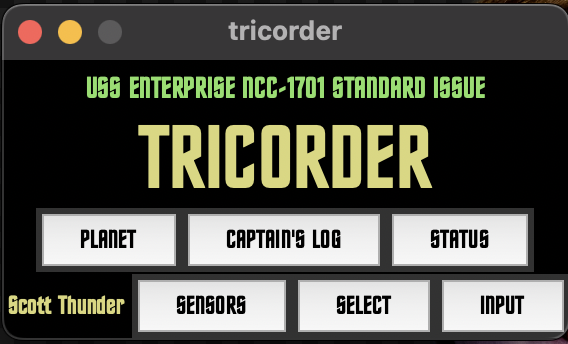 tricorder
USS ENTERPRISE NCC-1701 STANDARD ISSUE
TRICORDER
PLANET CAPTAIN'S LOG STATUS
Scott Thunder SENSORS SELECT INPUT